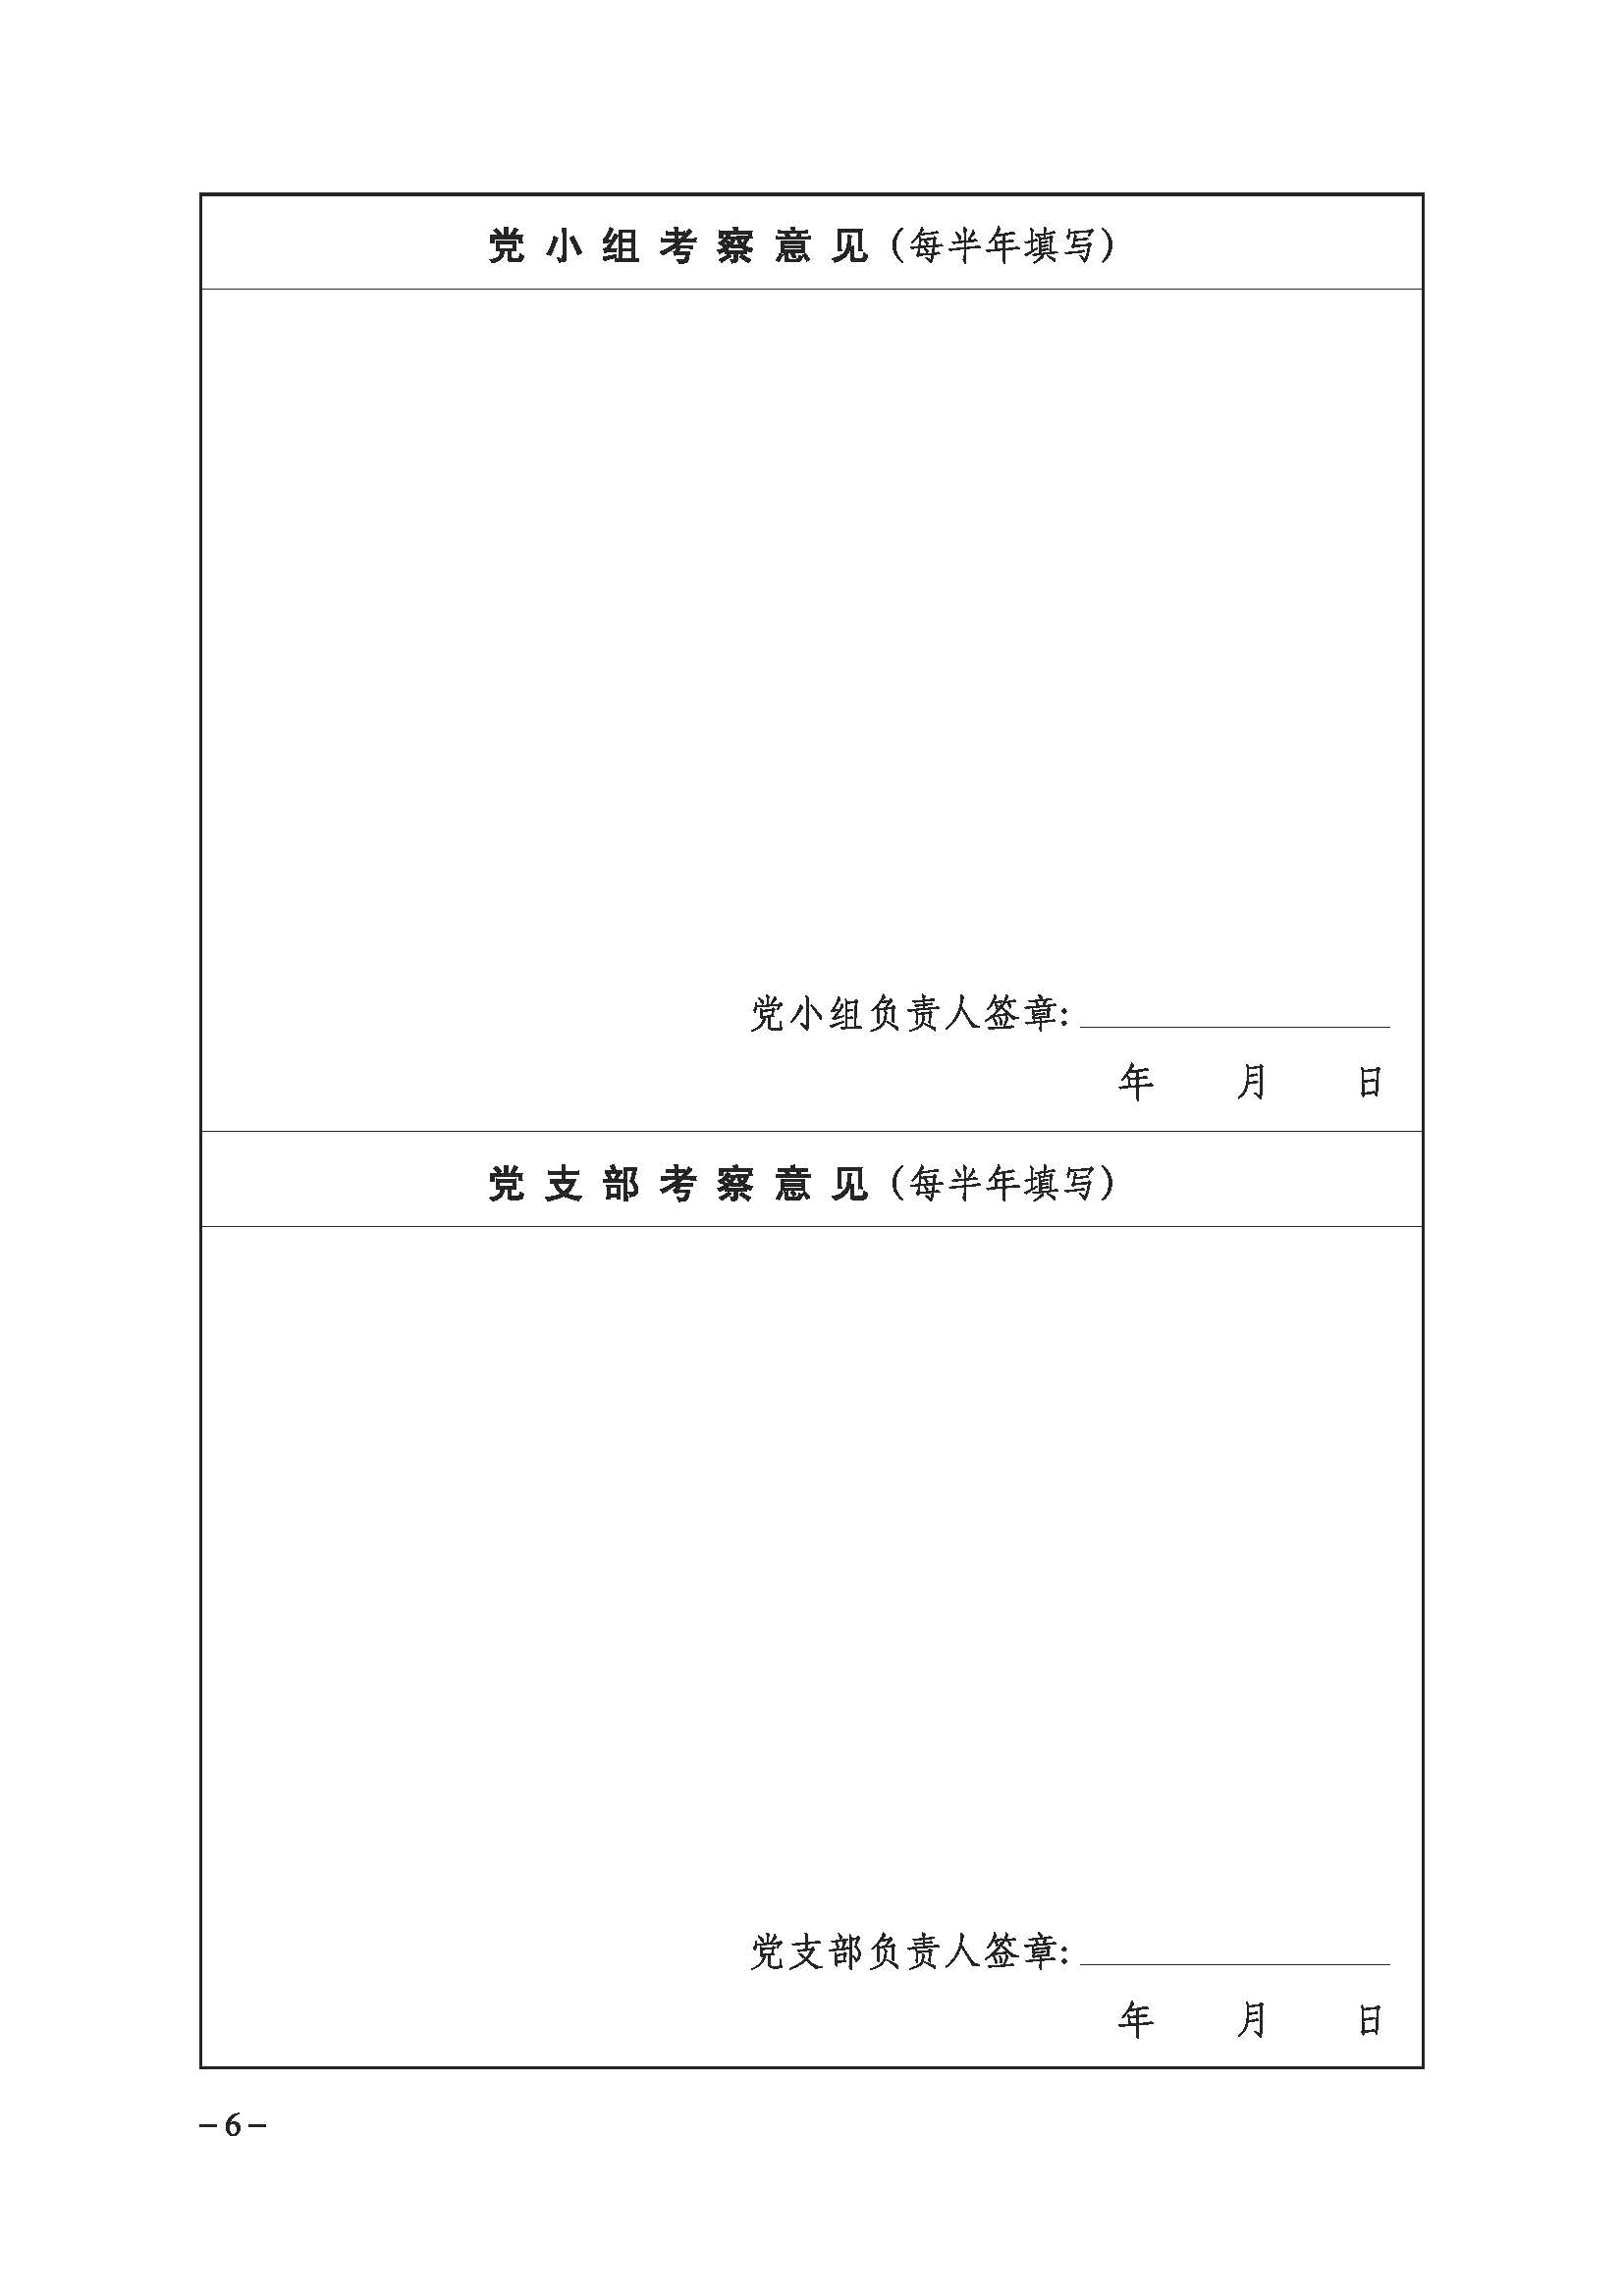 党小组考察意见（每半年填写）
党小组负责人签章：
年 月 日
党支部考察意见（每半年填写）
党支部负责人签章：
年 月 日
– 6 –